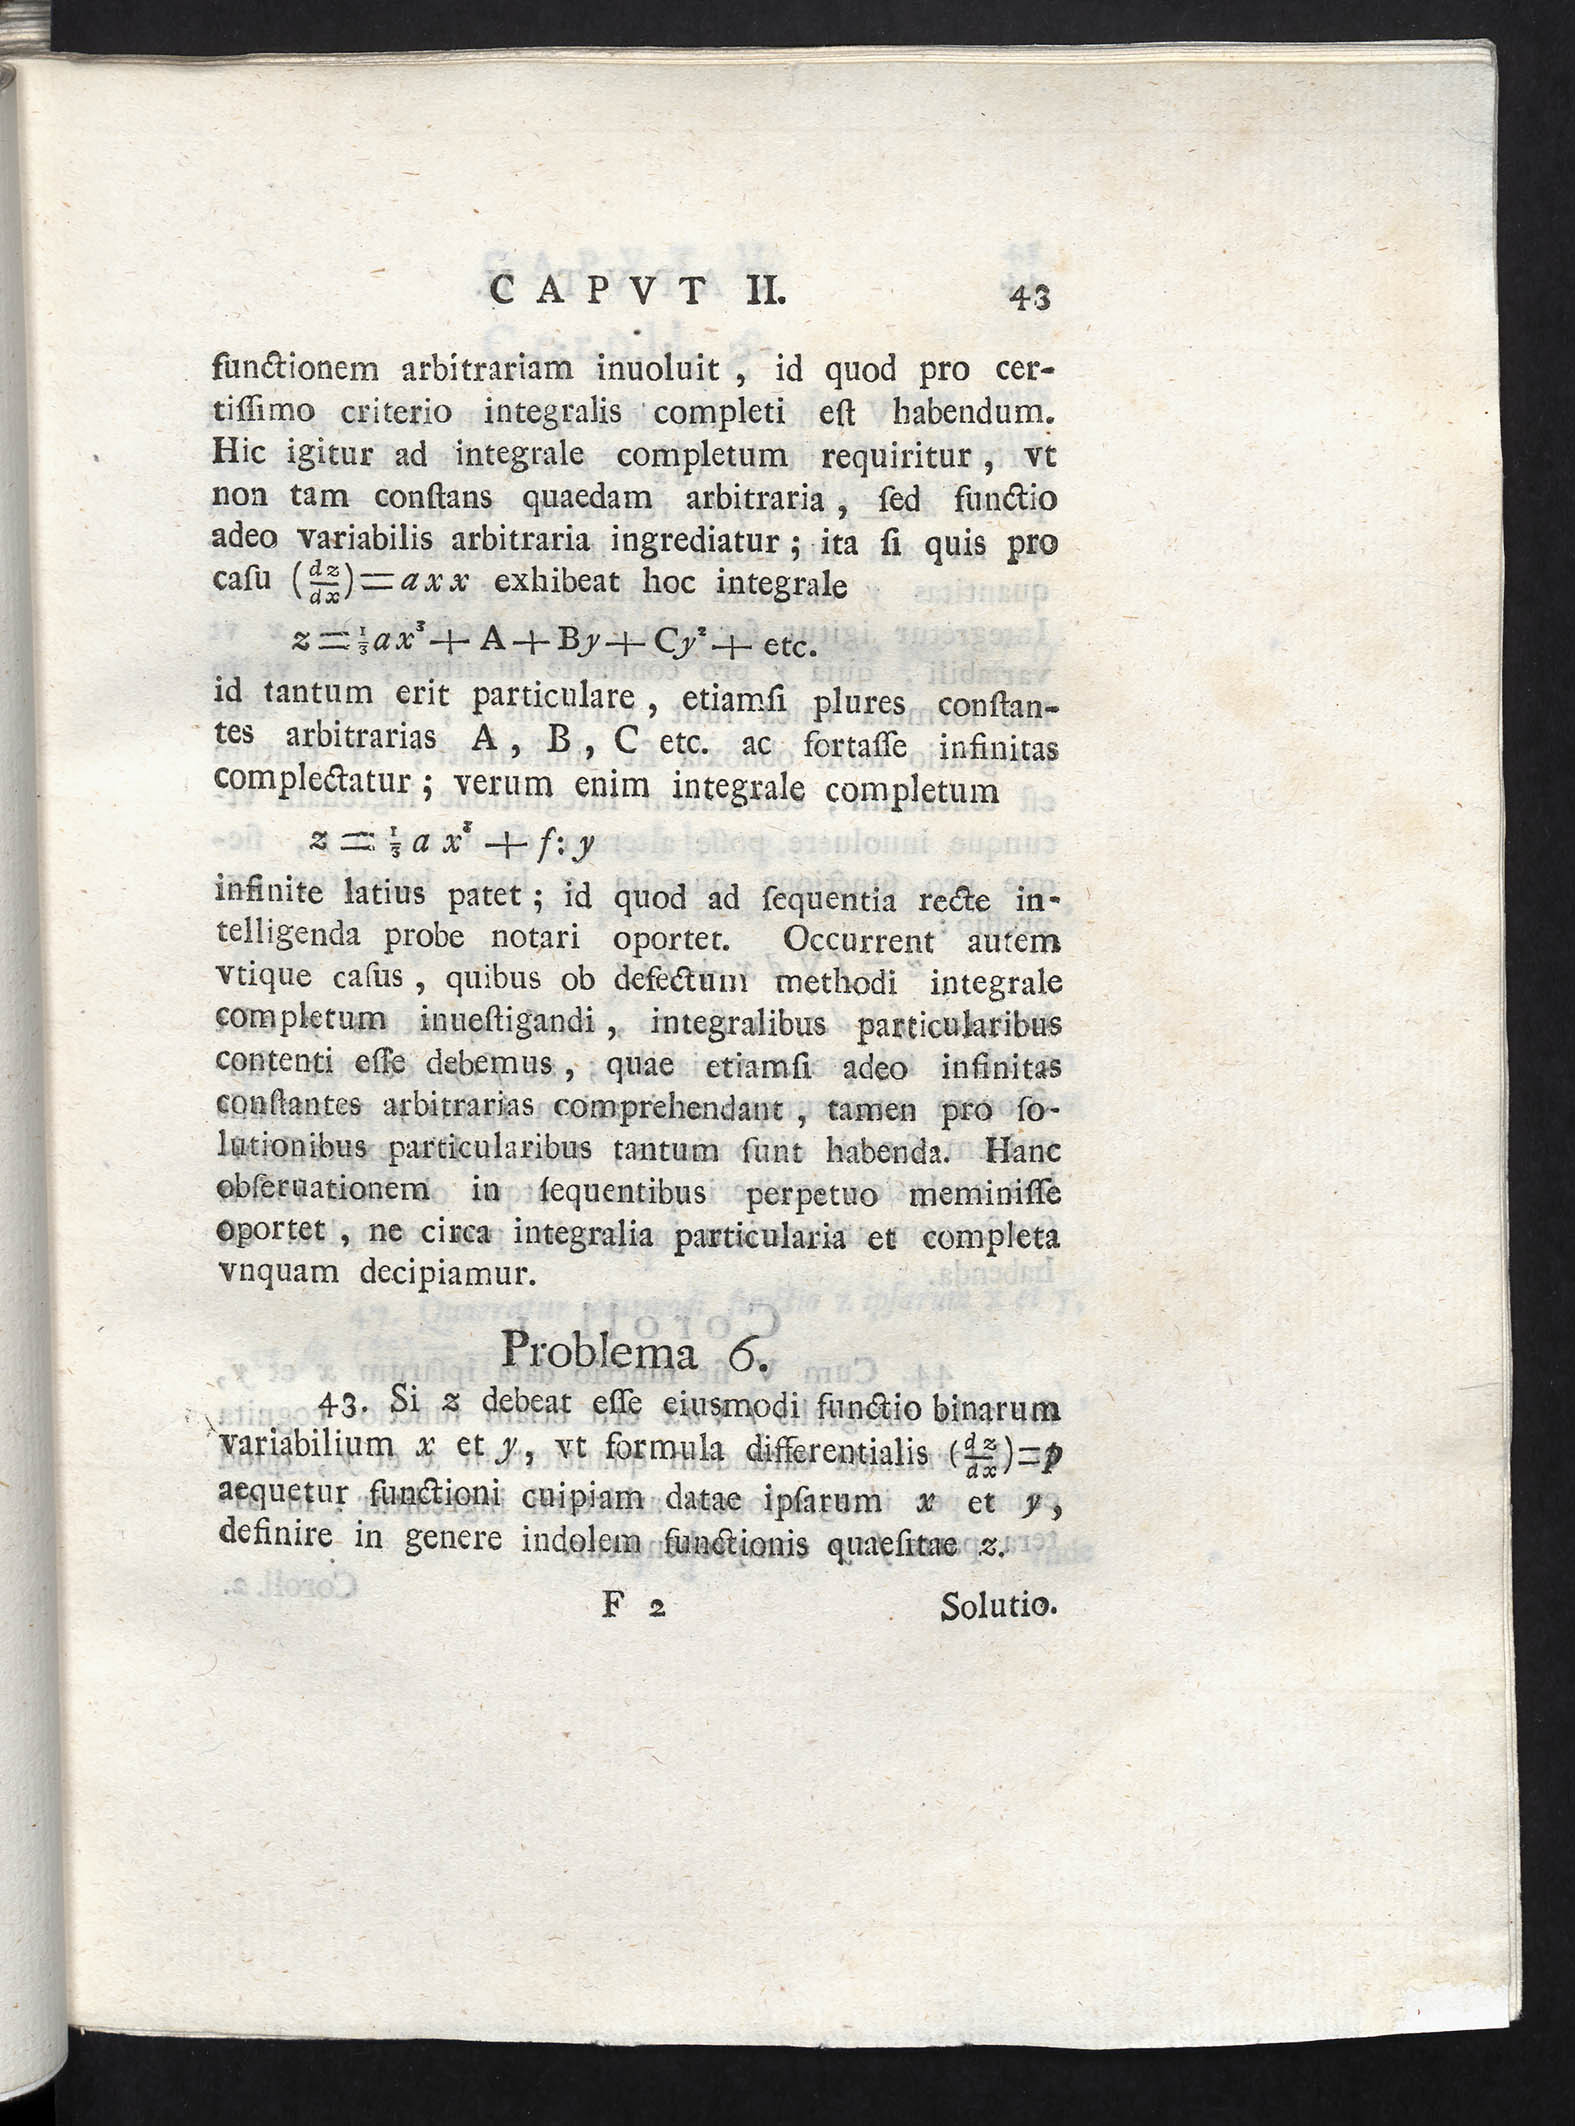 CAPVT II. 43
functionem arbitrariam inuoluit, id quod pro cer-
tiſſimo criterio integralis completi eſt habendum.
Hic igitur ad integrale completum requiritur, vt
non tam conſtans quaedam arbitraria, ſed functio
adeo variabilis arbitraria ingrediatur; ita ſi quis pro
caſu (dz/dx)=axx exhibeat hoc integrale
z=⅓ax³+A+By+Cy²+etc.
id tantum erit particulare, etiamſi plures conſtan-
tes arbitrarias A, B, C etc. ac fortaſſe infinitas
complectatur; verum enim integrale completum
z=⅓ax³+f:y
infinite latius patet; id quod ad ſequentia recte in-
telligenda probe notari oportet. Occurrent autem
vtique caſus, quibus ob defectum methodi integrale
completum inueſtigandi, integralibus particularibus
contenti eſſe debemus, quae etiamſi adeo infinitas
conſtantes arbitrarias comprehendant, tamen pro ſo-
lutionibus particularibus tantum ſunt habenda. Hanc
obſeruationem in ſequentibus perpetuo meminiſſe
oportet, ne circa integralia particularia et completa
vnquam decipiamur.
Problema 6.
43. Si z debeat eſſe eiusmodi functio binarum
variabilium x et y, vt formula differentialis (dz/dx)=p
aequetur functioni cuipiam datae ipſarum x et y,
definire in genere indolem functionis quaeſitae z.
F 2 Solutio.